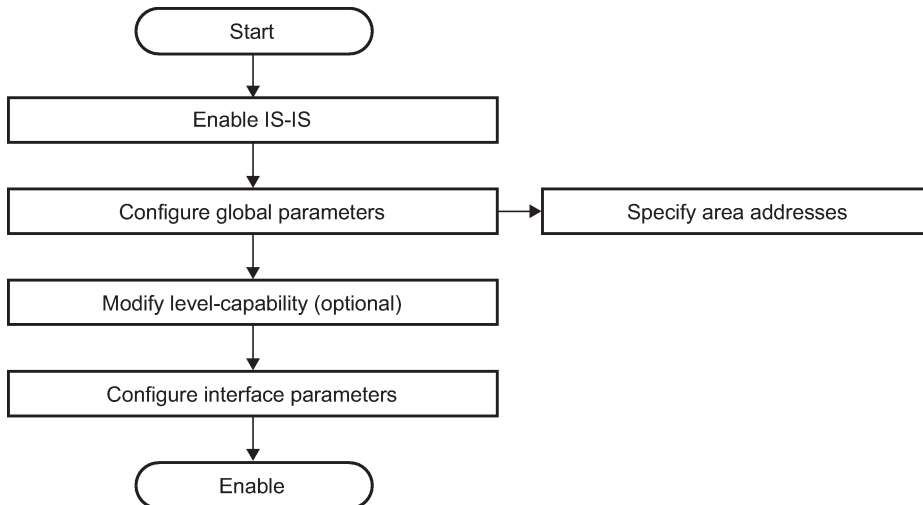 Start
Enable IS-IS
Configure global parameters
Specify area addresses
Modify level-capability (optional)
Configure interface parameters
Enable